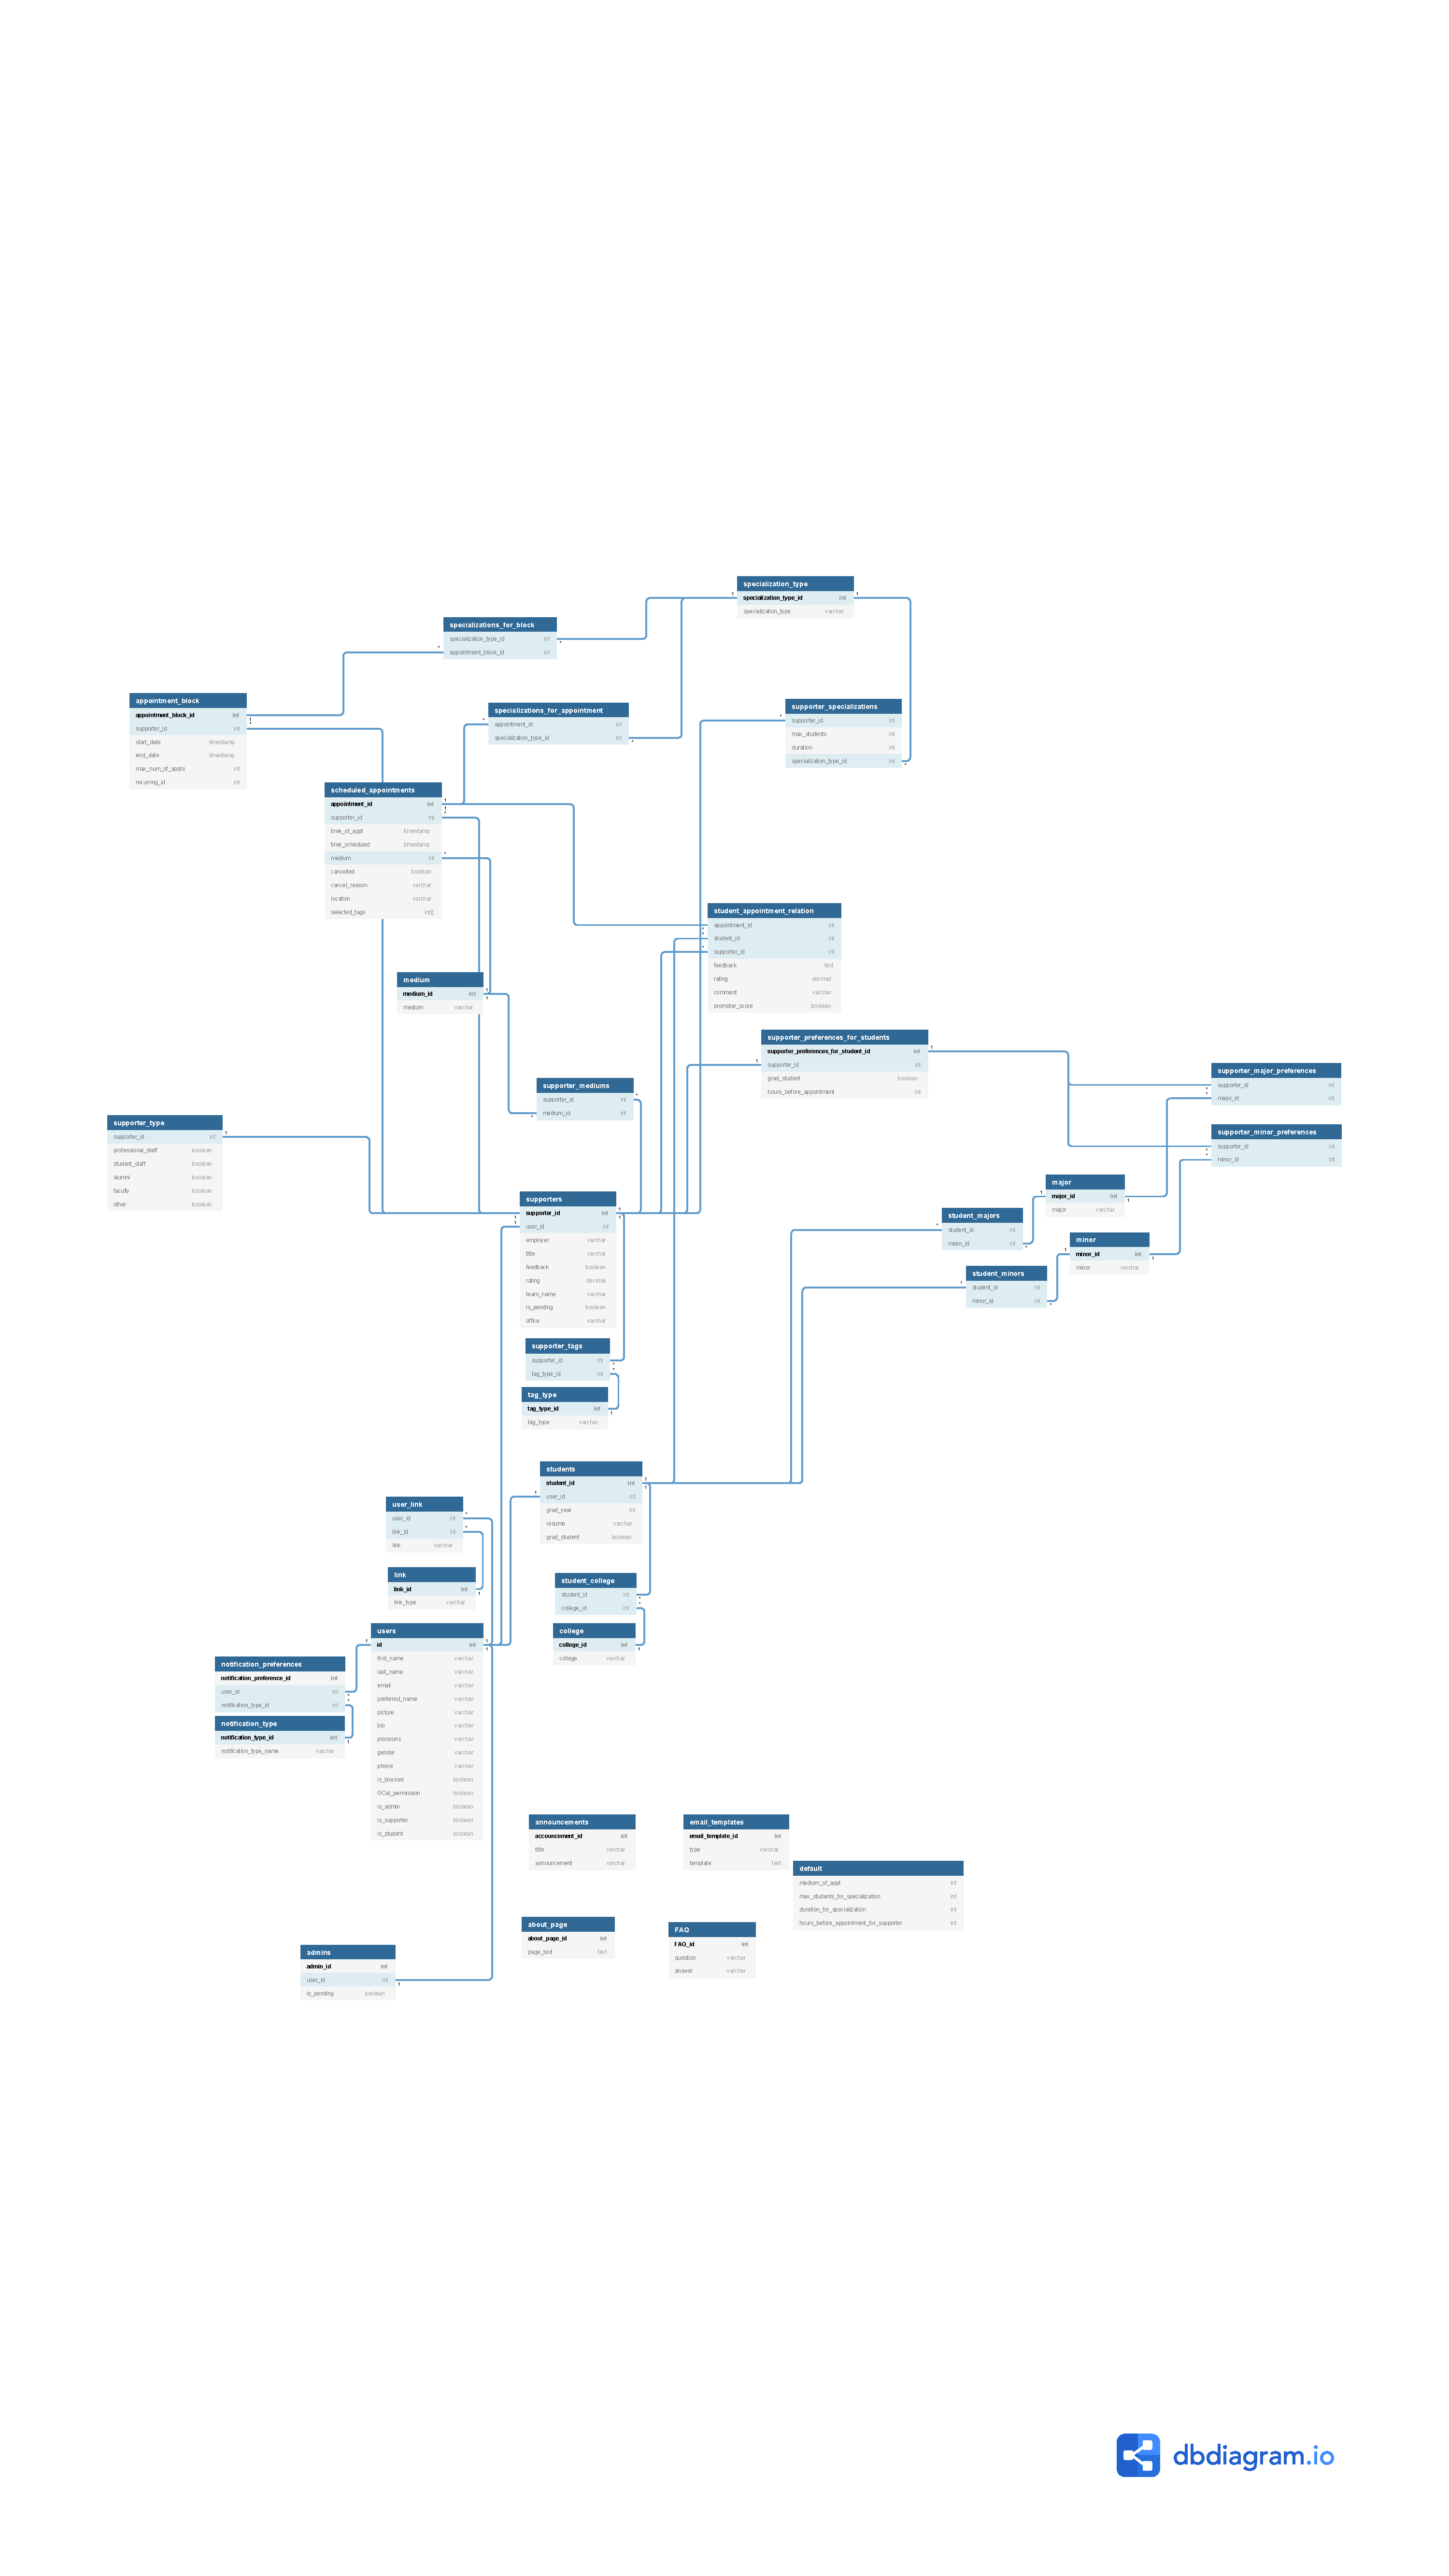 specialization_type
specialization_type_id int
specialization_type varchar
specializations_for_block
specialization_type_id int
appointment_block_id int
appointment_block
appointment_block_id int
supporter_id int
start_date timestamp
end_date timestamp
max_num_of_appts int
recurring_id int
specializations_for_appointment
appointment_id int
specialization_type_id int
supporter_specializations
supporter_id int
max_students int
duration int
specialization_type_id int
scheduled_appointments
appointment_id int
supporter_id int
time_of_appt timestamp
time_scheduled timestamp
medium int
cancelled boolean
cancel_reason varchar
location varchar
selected_tags int[]
student_appointment_relation
appointment_id int
student_id int
supporter_id int
feedback text
rating decimal
comment varchar
promoter_score boolean
medium
medium_id int
medium varchar
supporter_preferences_for_students
supporter_preferences_for_student_id int
supporter_id int
grad_student boolean
hours_before_appointment int
supporter_major_preferences
supporter_id int
major_id int
supporter_mediums
supporter_id int
medium_id int
supporter_type
supporter_id int
professional_staff boolean
student_staff boolean
alumni boolean
faculty boolean
other boolean
supporter_minor_preferences
supporter_id int
minor_id int
major
major_id int
major varchar
supporters
supporter_id int
user_id int
employer varchar
title varchar
feedback boolean
rating decimal
team_name varchar
is_pending boolean
office varchar
student_majors
student_id int
major_id int
minor
minor_id int
minor varchar
student_minors
student_id int
minor_id int
supporter_tags
supporter_id int
tag_type_id int
tag_type
tag_type_id int
tag_type varchar
students
student_id int
user_id int
grad_year int
resume varchar
grad_student boolean
user_link
user_id int
link_id int
link varchar
link
link_id int
link_type varchar
student_college
student_id int
college_id int
college
college_id int
college varchar
users
id int
first_name varchar
last_name varchar
email varchar
preferred_name varchar
picture varchar
bio varchar
pronouns varchar
gender varchar
phone varchar
is_blocked boolean
GCal_permission boolean
is_admin boolean
is_supporter boolean
is_student boolean
notification_preferences
notification_preference_id int
user_id int
notification_type_id int
notification_type
notification_type_id int
notification_type_name varchar
announcements
accouncement_id int
title varchar
announcement varchar
email_templates
email_template_id int
type varchar
template text
default
medium_of_appt int
max_students_for_specialization int
duration_for_specialization int
hours_before_appointment_for_supporter int
about_page
about_page_id int
page_text text
FAQ
FAQ_id int
question varchar
answer varchar
admins
admin_id int
user_id int
is_pending boolean
dbdiagram.io